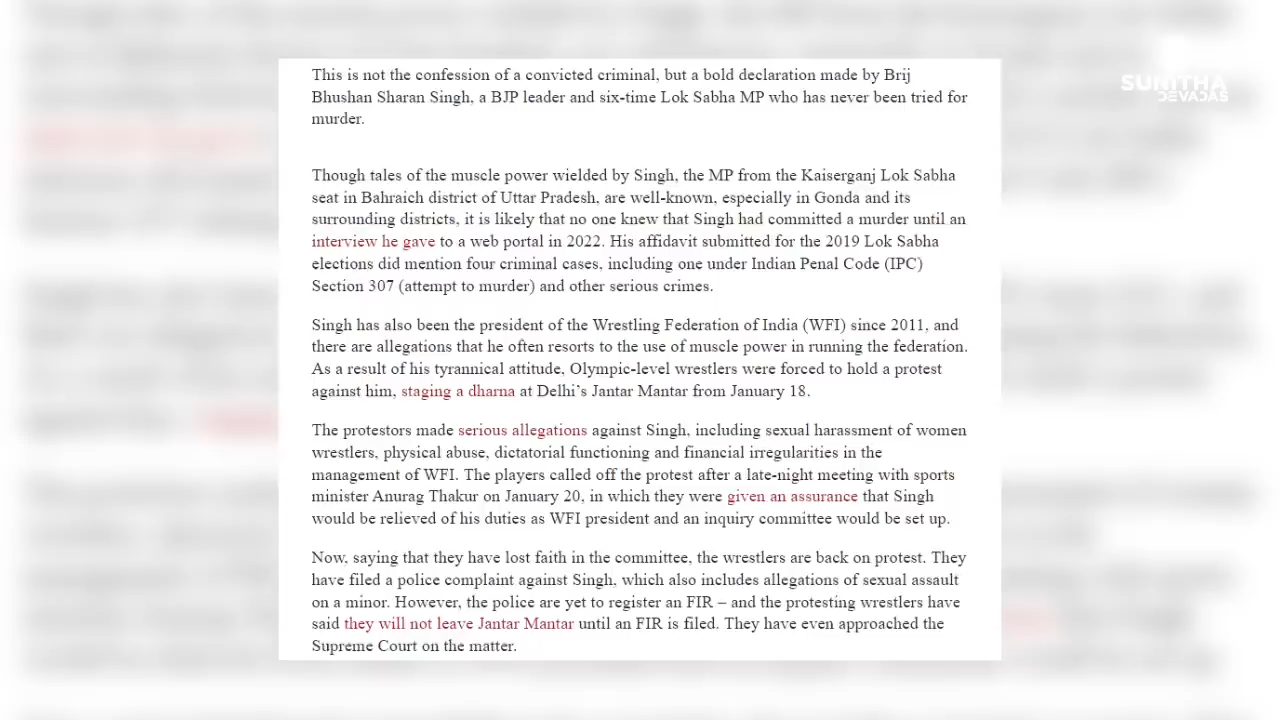 This is not the confession of a convicted criminal, but a bold declaration made by Brij
Bhushan Sharan Singh, a BJP leader and six-time Lok Sabha MP who has never been tried for
murder.
Though tales of the muscle power wielded by Singh, the MP from the Kaiserganj Lok Sabha
seat in Bahraich district of Uttar Pradesh, are well-known, especially in Gonda and its
surrounding districts, it is likely that no one knew that Singh had committed a murder until an
interview he gave to a web portal in 2022. His affidavit submitted for the 2019 Lok Sabha
elections did mention four criminal cases, including one under Indian Penal Code (IPC)
Section 307 (attempt to murder) and other serious crimes.
Singh has also been the president of the Wrestling Federation of India (WFI) since 2011, and
there are allegations that he often resorts to the use of muscle power in running the federation.
As a result of his tyrannical attitude, Olympic-level wrestlers were forced to hold a protest
against him, staging a dharna at Delhi’s Jantar Mantar from January 18.
The protestors made serious allegations against Singh, including sexual harassment of women
wrestlers, physical abuse, dictatorial functioning and financial irregularities in the
management of WFI. The players called off the protest after a late-night meeting with sports
minister Anurag Thakur on January 20, in which they were given an assurance that Singh
would be relieved of his duties as WFI president and an inquiry committee would be set up.
Now, saying that they have lost faith in the committee, the wrestlers are back on protest. They
have filed a police complaint against Singh, which also includes allegations of sexual assault
on a minor. However, the police are yet to register an FIR – and the protesting wrestlers have
said they will not leave Jantar Mantar until an FIR is filed. They have even approached the
Supreme Court on the matter.
SUNITHA
DEVADAS